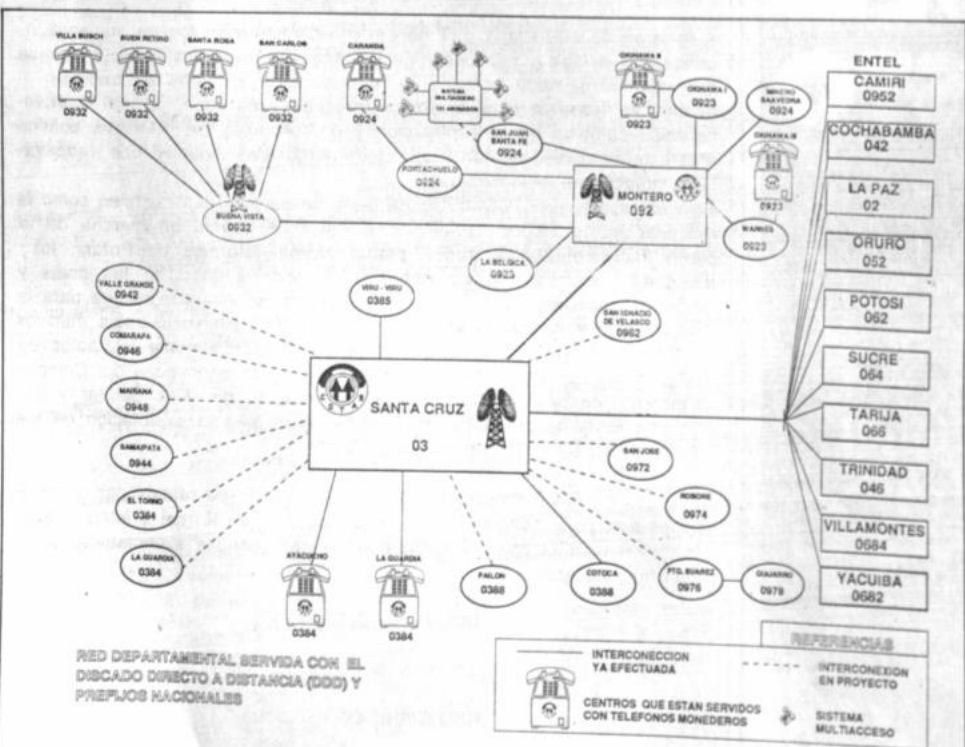 VILLA BUSCH
0932
BUEN RETIRO
0932
SANTA ROSA
0932
SAN CARLOS
0932
CARANDA
0924
SISTEMA
MULTIACCESO
OKINAWA II
0923
OKINAWA I
0923
MINERO
SAAVEDRA
0924
OKINAWA III
0923
SAN JUAN
SANTA FE
0924
PORTACHUELO
0924
BUENA VISTA
0932
MONTERO
092
WARNES
0923
LA BELGICA
0923
ENTEL
CAMIRI
0952
COCHABAMBA
042
LA PAZ
02
ORURO
052
POTOSI
062
SUCRE
064
TARIJA
066
TRINIDAD
046
VILLAMONTES
0684
YACUIBA
0682
VALLE GRANDE
0942
COMARAPA
0946
MAIRANA
0948
SAMAIPATA
0944
EL TORNO
0384
LA GUARDIA
0384
VIRU - VIRU
0385
SAN IGNACIO
DE VELASCO
0962
COTAS
SANTA CRUZ
03
SAN JOSE
0972
ROBORE
0974
PTO. SUAREZ
0976
0978
COTOCA
0388
PAILON
0388
AYACUCHO
0384
LA GUARDIA
0384
RED DEPARTAMENTAL SERVIDA CON EL
DISCADO DIRECTO A DISTANCIA (DDD) Y
PREFIJOS NACIONALES
REFERENCIAS
INTERCONECCION
YA EFECTUADA
INTERCONEXION
EN PROYECTO
CENTROS QUE ESTAN SERVIDOS
CON TELEFONOS MONEDEROS
SISTEMA
MULTIACCESO